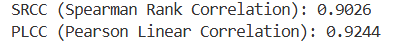 SRCC (Spearman Rank Correlation): 0.9026
PLCC (Pearson Linear Correlation): 0.9244